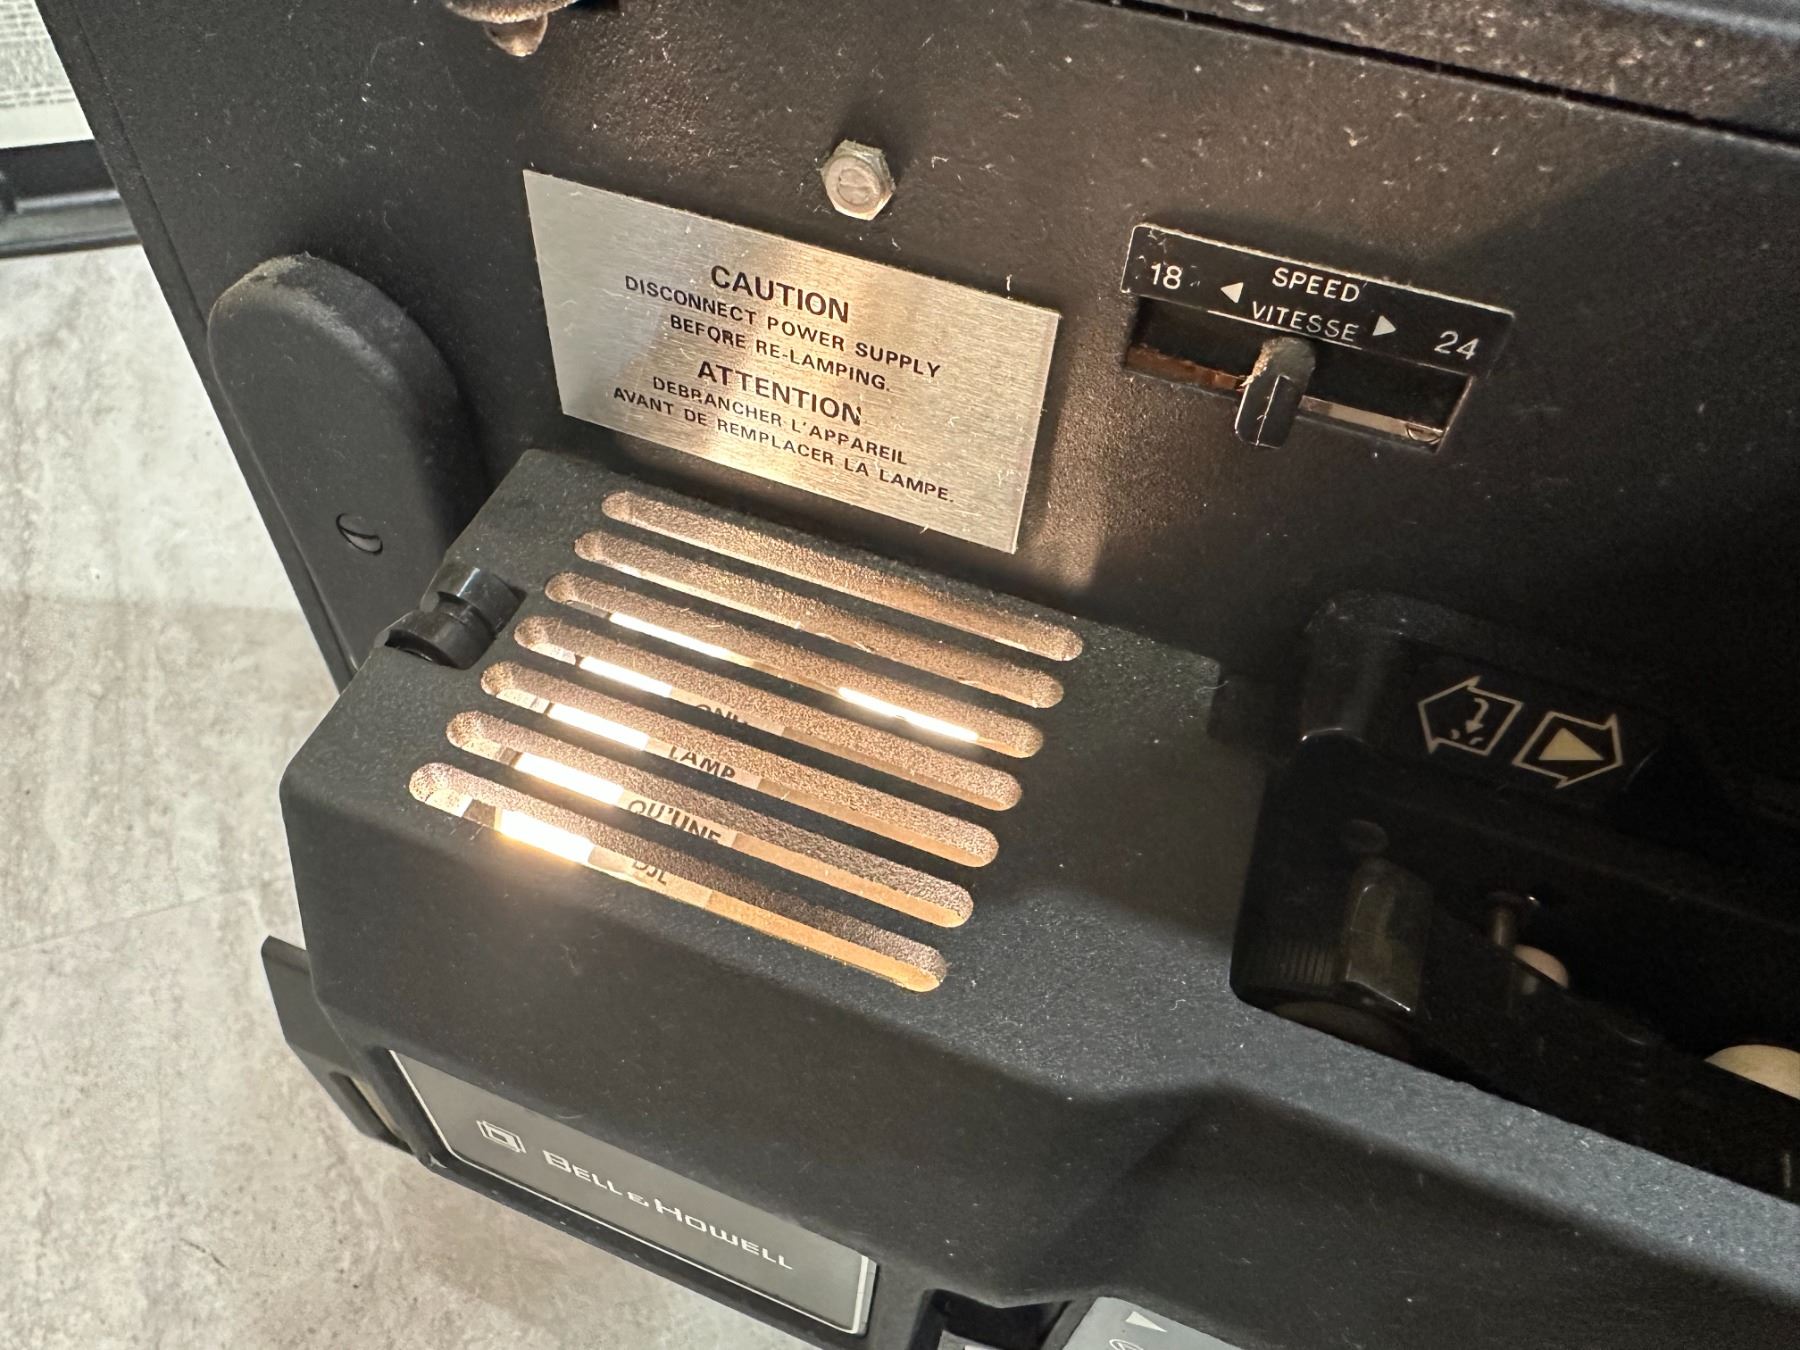 CAUTION
DISCONNECT POWER SUPPLY
BEFORE RE-LAMPING.
ATTENTION
DEBRANCHER L'APPAREIL
AVANT DE REMPLACER LA LAMPE.
18 SPEED
VITESSE 24
LAMP
QU'UNE
DJL
BELL & HOWELL